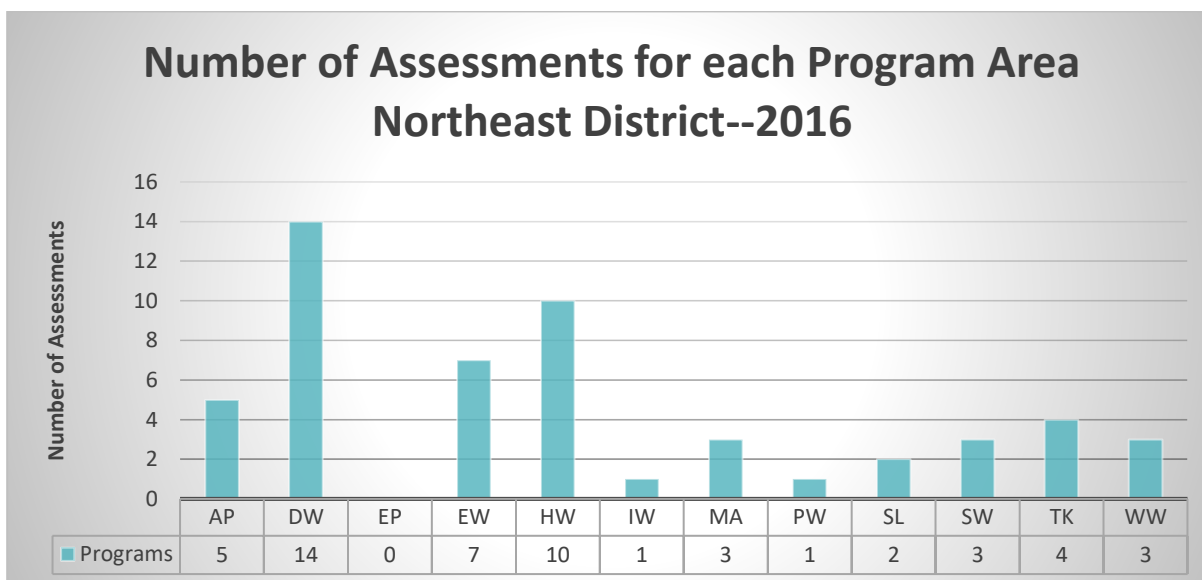 Number of Assessments for each Program Area
Northeast District--2016
Number of Assessments
16
14
12
10
8
6
4
2
0
AP DW EP EW HW IW MA PW SL SW TK WW
Programs 5 14 0 7 10 1 3 1 2 3 4 3